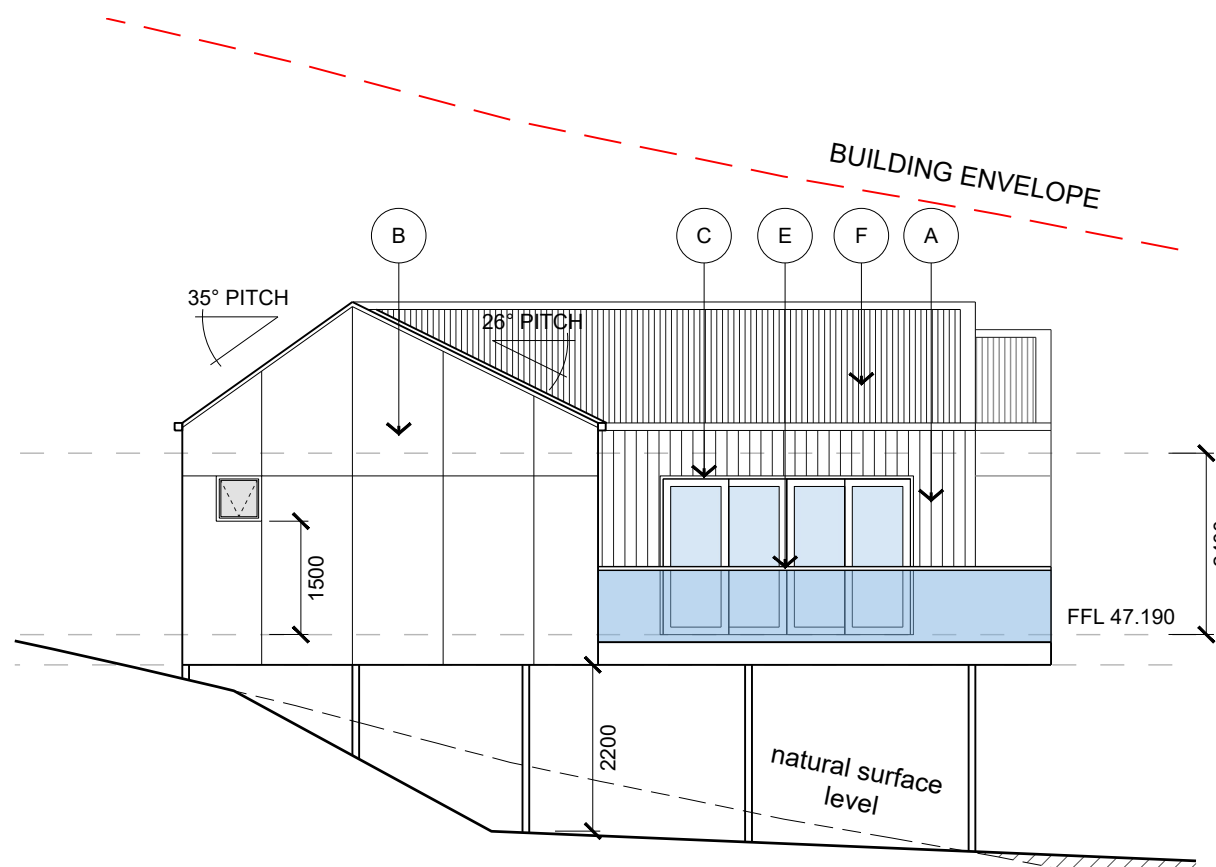 BUILDING ENVELOPE
B
C
E
F
A
35° PITCH
26° PITCH
1500
FFL 47.190
2200
natural surface
level